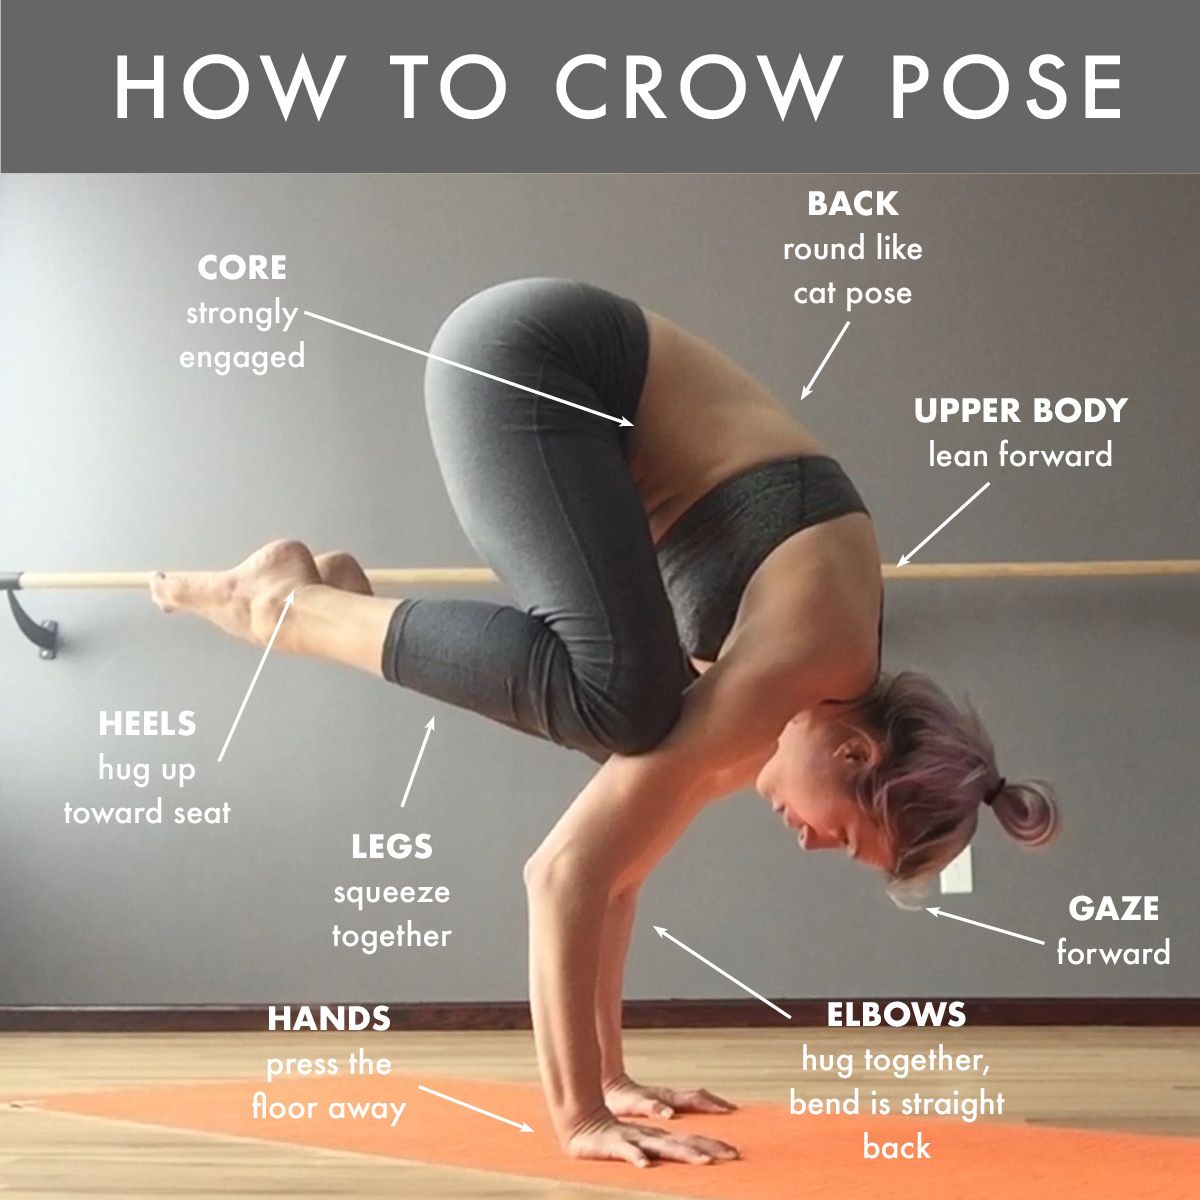 HOW TO CROW POSE
BACK
round like
cat pose
CORE
strongly
engaged
UPPER BODY
lean forward
HEELS
hug up
toward seat
LEGS
squeeze
together
GAZE
forward
HANDS
press the
floor away
ELBOWS
hug together,
bend is straight
back